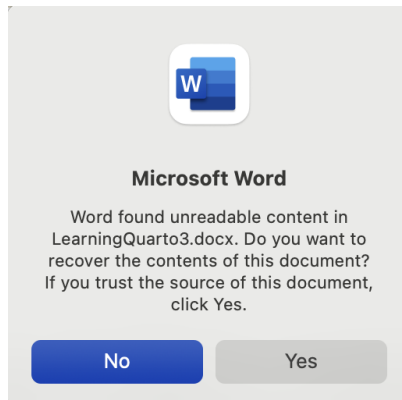 W
Microsoft Word
Word found unreadable content in
LearningQuarto3.docx. Do you want to
recover the contents of this document?
If you trust the source of this document,
click Yes.
No Yes